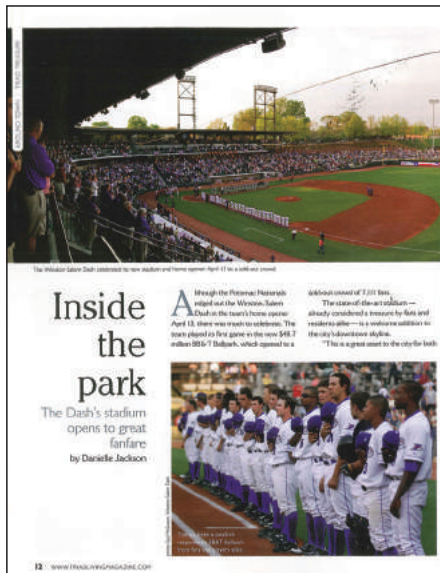 AROUND TOWN TRIAD TREASURE
The Winston-Salem Dash celebrated its new stadium and home opener April 13 to a sold-out crowd.
Inside
the
park
The Dash's stadium
opens to great
fanfare
by Danielle Jackson
Although the Potomac Nationals
edged out the Winston-Salem
Dash in the team's home opener
April 13, there was much to celebrate. The
team played its first game in the new $48.7
million BB&T Ballpark, which opened to a
sold-out crowd of 7,111 fans.
The state-of-the-art stadium —
already considered a treasure by fans and
residents alike — is a welcome addition to
the city's downtown skyline.
"This is a great asset to the city for both
12 WWW.TRIADLIVINGMAGAZINE.COM